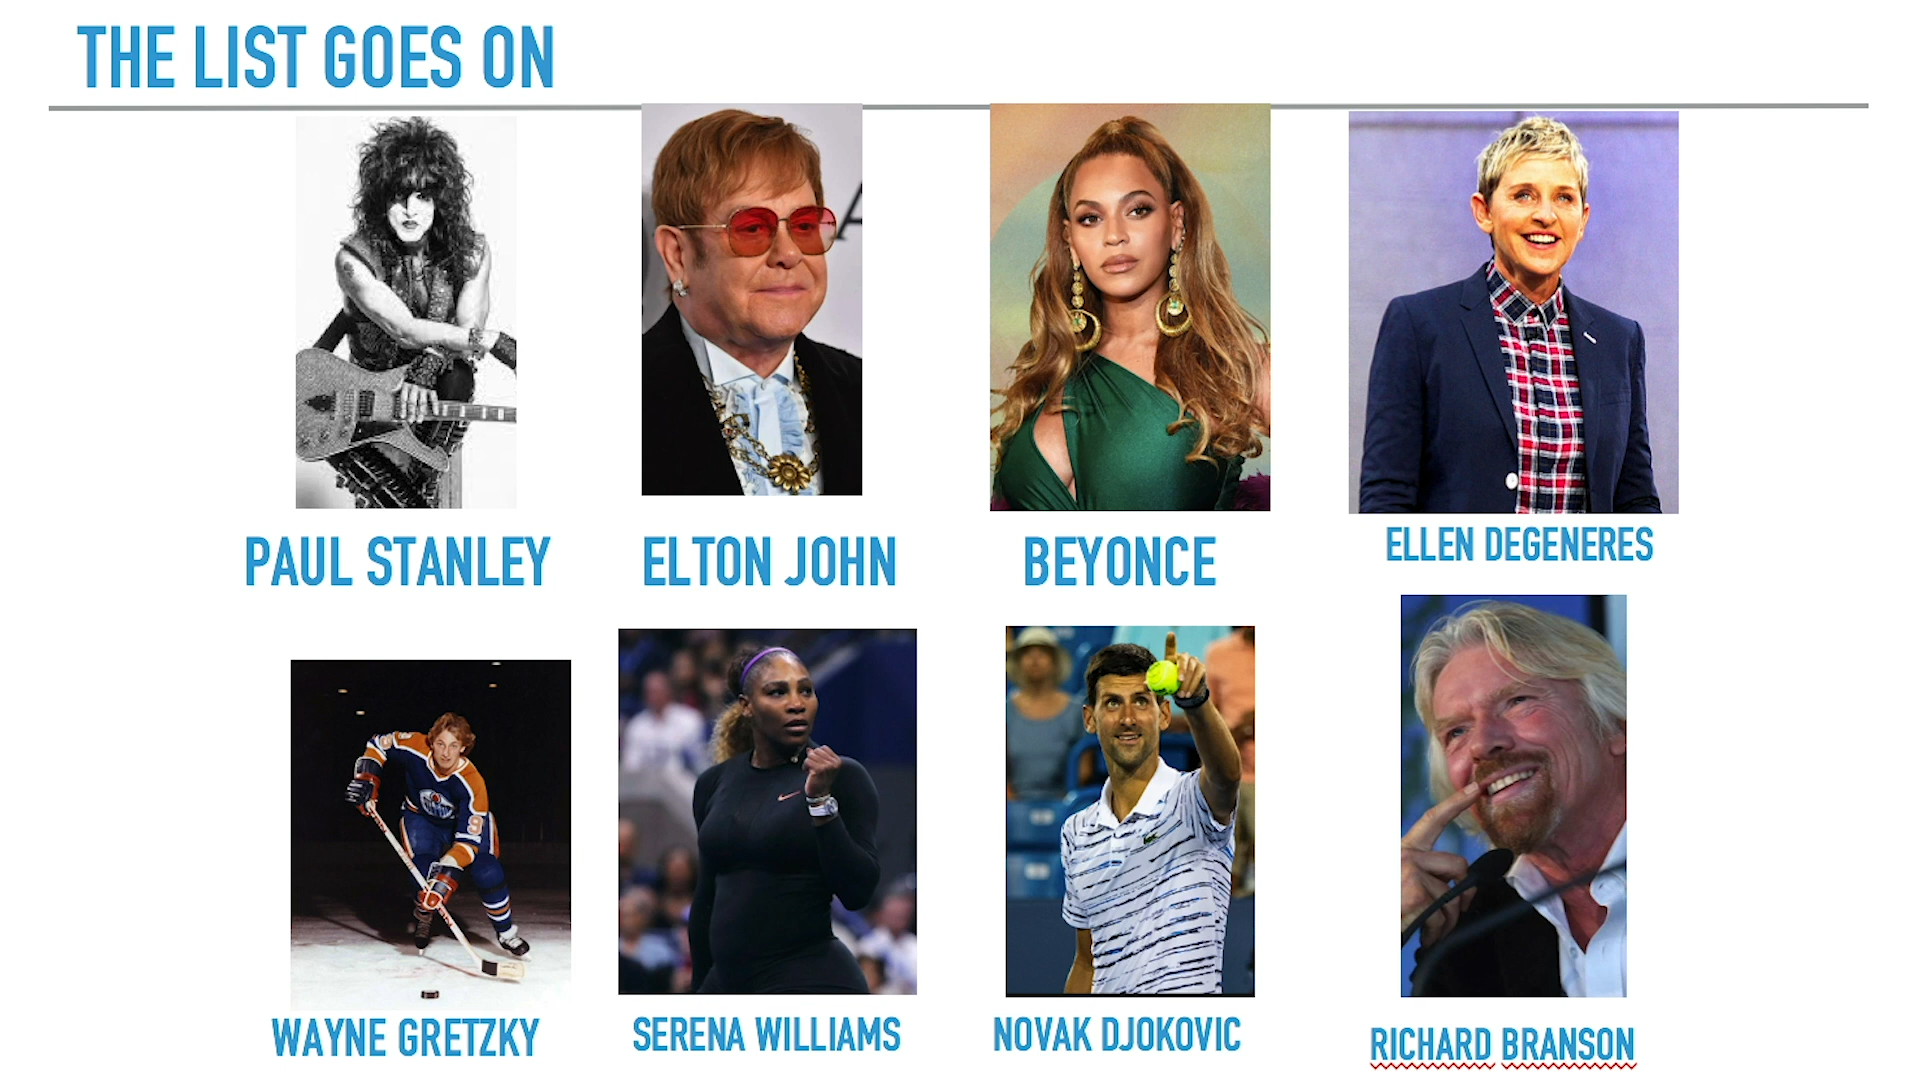 THE LIST GOES ON
PAUL STANLEY
ELTON JOHN
BEYONCE
ELLEN DEGENERES
WAYNE GRETZKY
SERENA WILLIAMS
NOVAK DJOKOVIC
RICHARD BRANSON